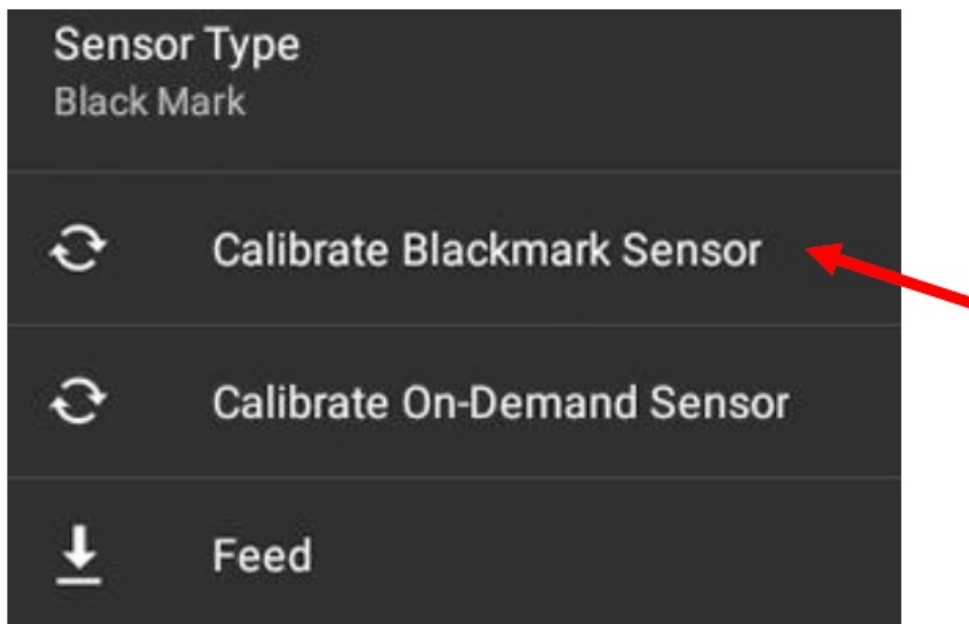 Sensor Type
Black Mark
Calibrate Blackmark Sensor
Calibrate On-Demand Sensor
Feed